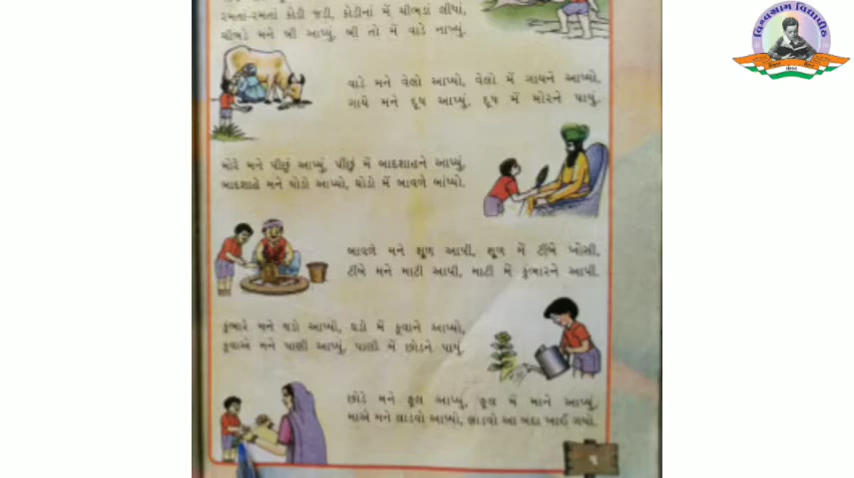 રમતાં-રમતાં કોડી જડી, કોડીનાં મેં ચીભડાં લીધાં,
ચીભડે મને બી આપ્યું, બી તો મેં વાડે નાખ્યું.
વાડે મને વેલો આપ્યો, વેલો મેં ગાયને આપ્યો,
ગાયે મને દૂધ આપ્યું, દૂધ મેં મોરને પાયું.
મોરે મને પીછું આપ્યું, પીછું મેં બાદશાહને આપ્યું,
બાદશાહે મને ઘોડો આપ્યો, ઘોડો મેં બાવળે બાંધ્યો.
બાવળે મને શૂળ આપી, શૂળ મેં ટીંબે ખોસી,
ટીંબે મને માટી આપી, માટી મેં કુંભારને આપી.
કુંભારે મને ઘડો આપ્યો, ઘડો મેં કૂવાને આપ્યો,
કૂવાએ મને પાણી આપ્યું, પાણી મેં છોડને પાયું.
છોડે મને ફૂલ આપ્યું, ફૂલ મેં માને આપ્યું,
માએ મને લાડવો આપ્યો, લાડવો આ બંદા ખાઈ ગયો.
૧
વિશ્વગ્રામ વિદ્યાપીઠ